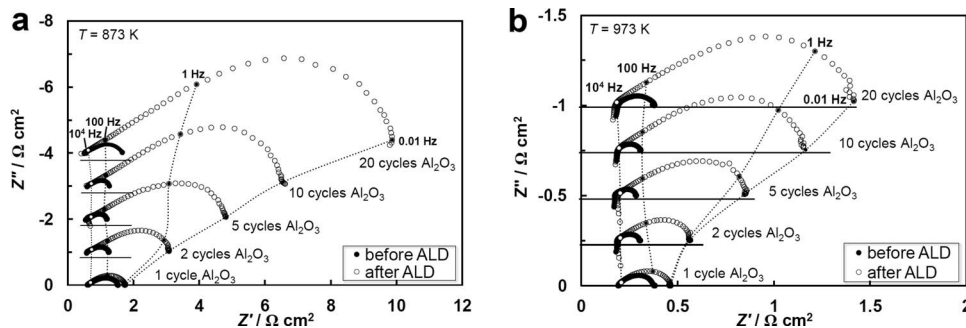 a
T = 873 K
-8
-6
-4
-2
0
Z" / Ω cm²
0 2 4 6 8 10 12
Z' / Ω cm²
10⁴ Hz
100 Hz
1 Hz
0.01 Hz
20 cycles Al₂O₃
10 cycles Al₂O₃
5 cycles Al₂O₃
2 cycles Al₂O₃
1 cycle Al₂O₃
● before ALD
○ after ALD
b
T = 973 K
-1.5
-1
-0.5
0
Z" / Ω cm²
0 0.5 1 1.5 2
Z' / Ω cm²
10⁴ Hz
100 Hz
1 Hz
0.01 Hz
20 cycles Al₂O₃
10 cycles Al₂O₃
5 cycles Al₂O₃
2 cycles Al₂O₃
1 cycle Al₂O₃
● before ALD
○ after ALD